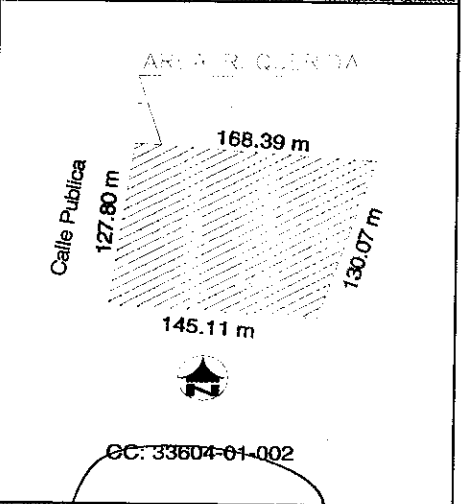 168.39 m
Calle Publica
127.80 m
130.07 m
145.11 m
N
CC: 33604-01-002